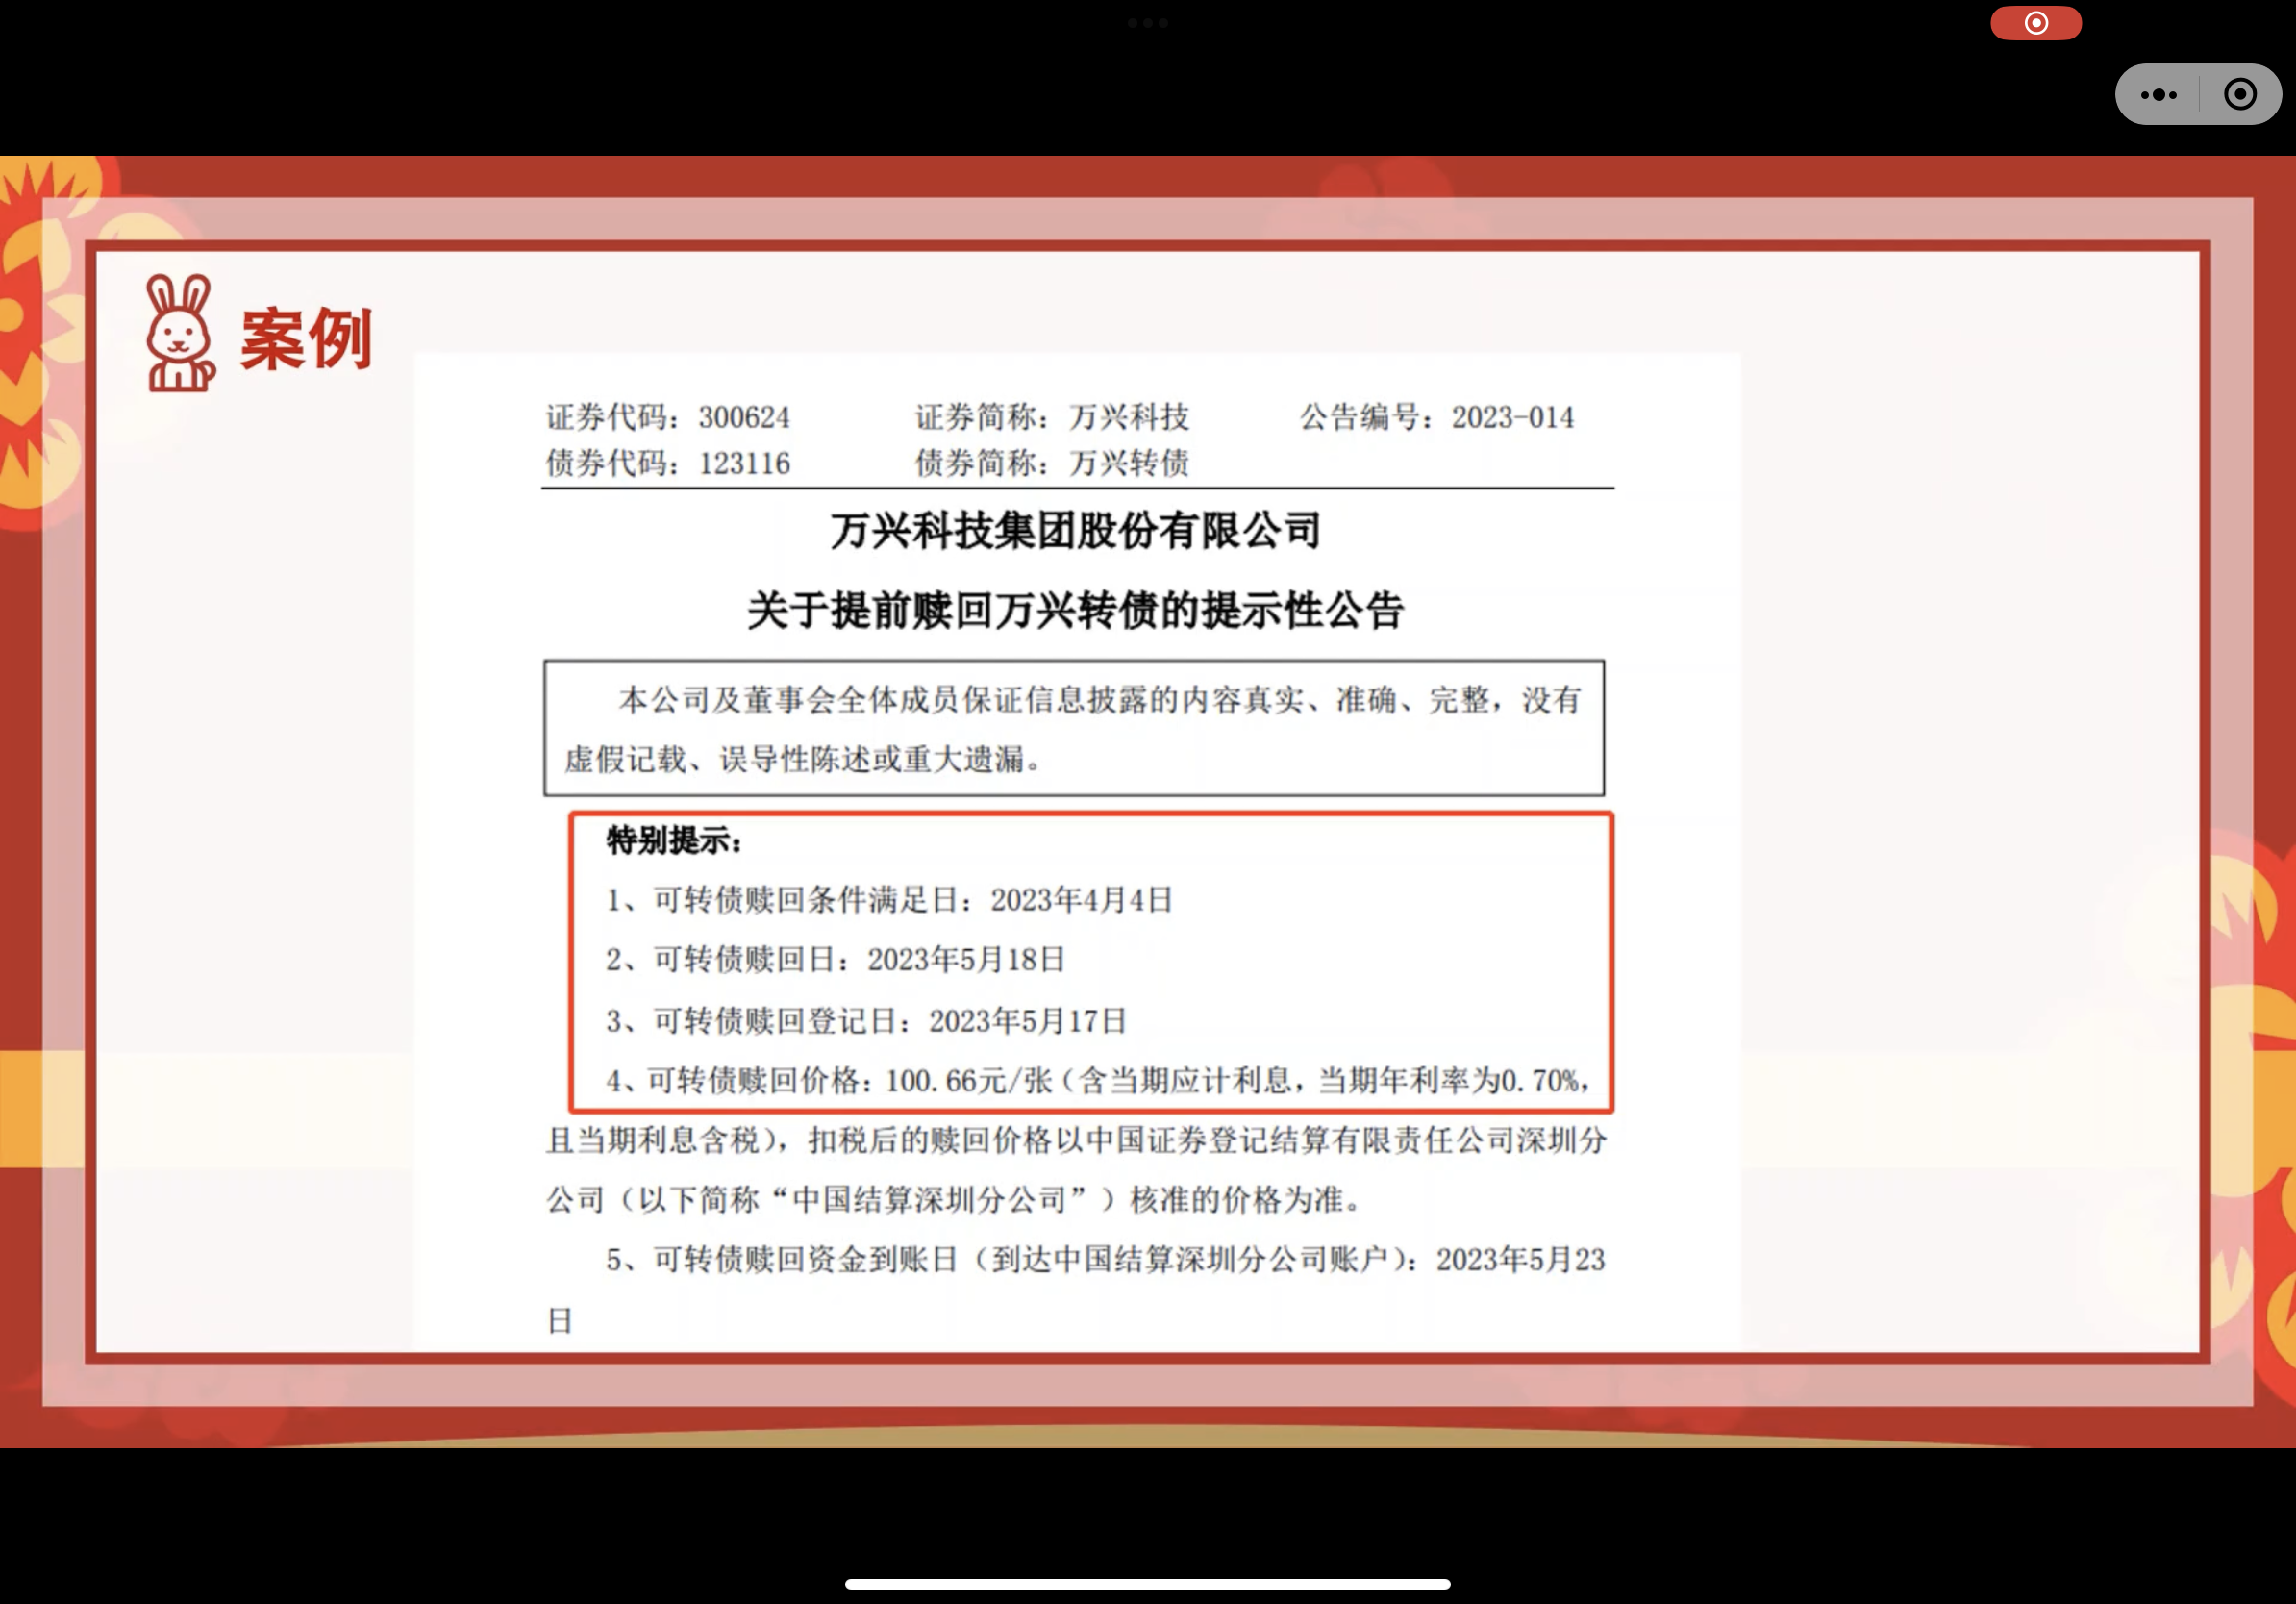 案例
证券代码：300624 证券简称：万兴科技 公告编号：2023-014
债券代码：123116 债券简称：万兴转债
万兴科技集团股份有限公司
关于提前赎回万兴转债的提示性公告
本公司及董事会全体成员保证信息披露的内容真实、准确、完整，没有
虚假记载、误导性陈述或重大遗漏。
特别提示：
1、可转债赎回条件满足日：2023年4月4日
2、可转债赎回日：2023年5月18日
3、可转债赎回登记日：2023年5月17日
4、可转债赎回价格：100.66元/张（含当期应计利息，当期年利率为0.70%，
且当期利息含税），扣税后的赎回价格以中国证券登记结算有限责任公司深圳分
公司（以下简称“中国结算深圳分公司”）核准的价格为准。
5、可转债赎回资金到账日（到达中国结算深圳分公司账户）：2023年5月23
日